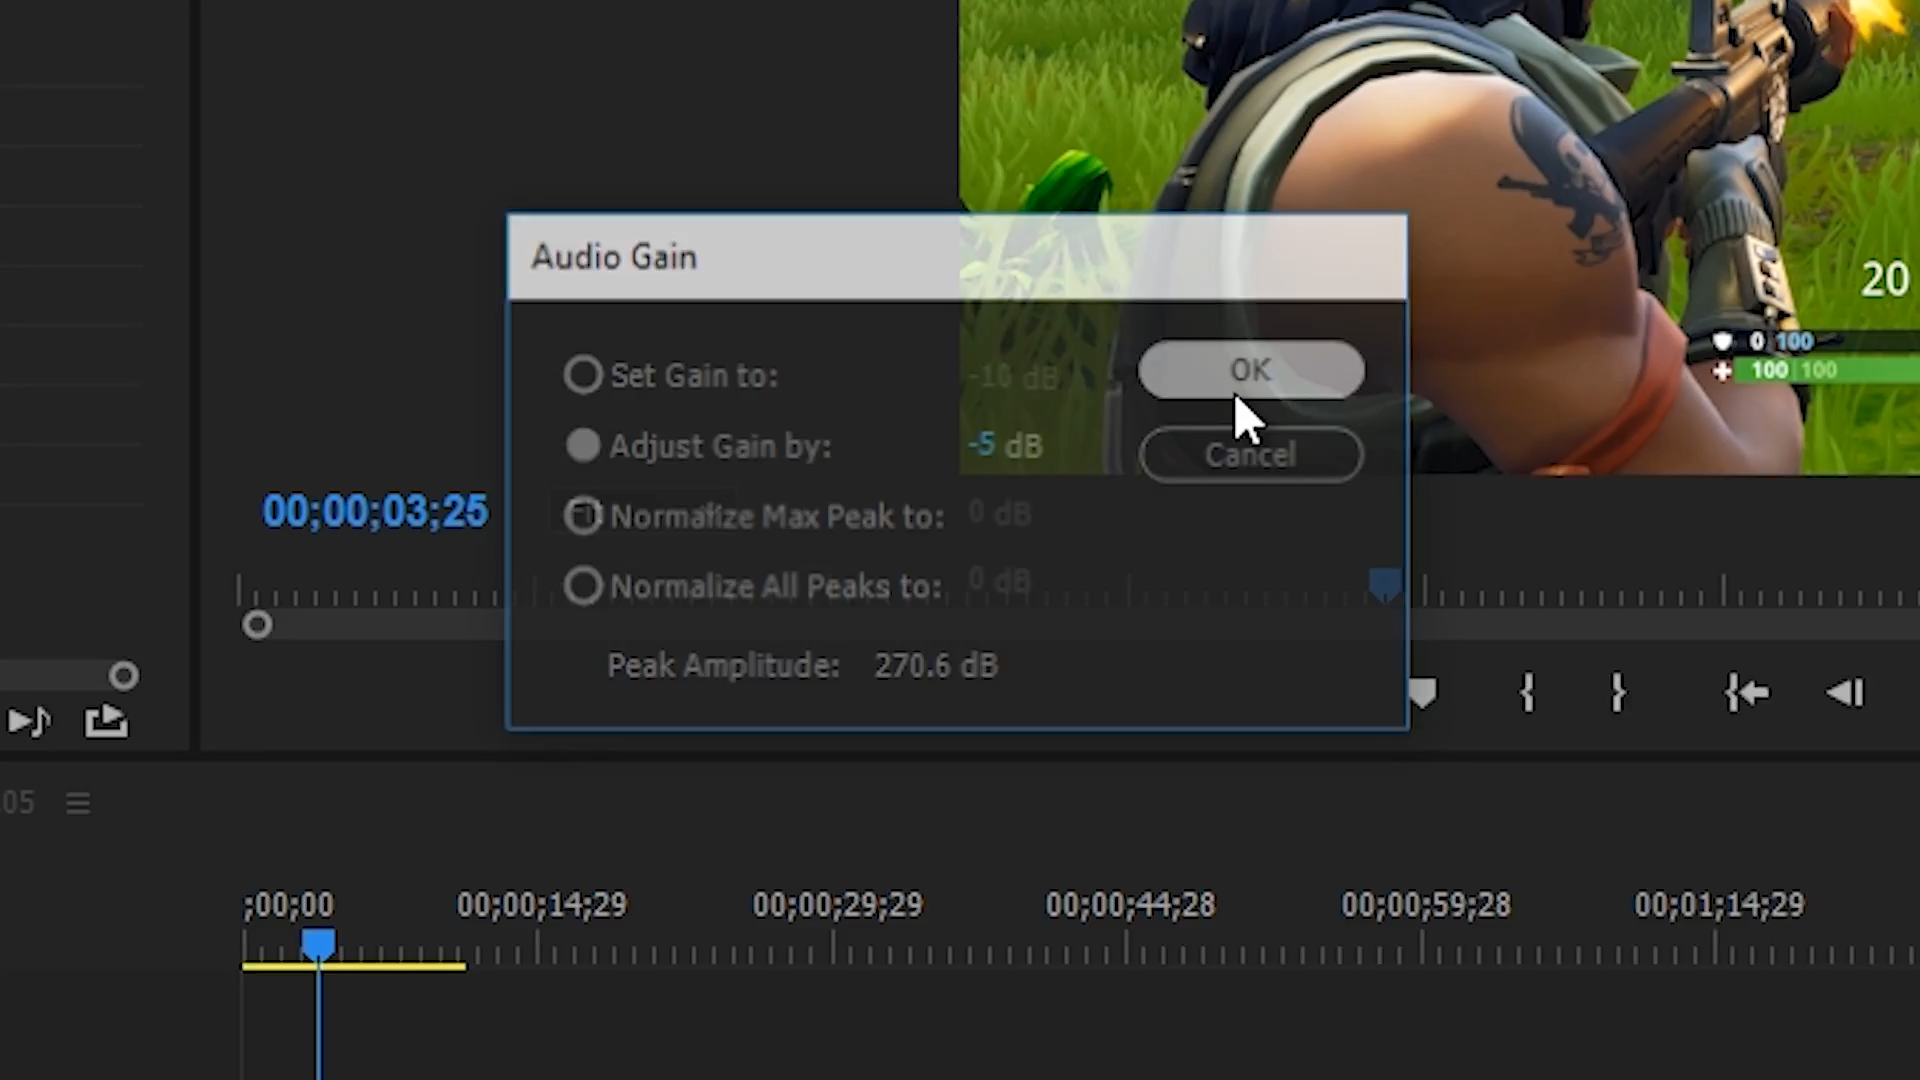 Audio Gain
20
0 100
100 | 100
Set Gain to: -10 dB
OK
Adjust Gain by: -5 dB
Cancel
00;00;03;25
Normalize Max Peak to: 0 dB
Normalize All Peaks to: 0 dB
Peak Amplitude: 270.6 dB
05
;00;00 00;00;14;29 00;00;29;29 00;00;44;28 00;00;59;28 00;01;14;29